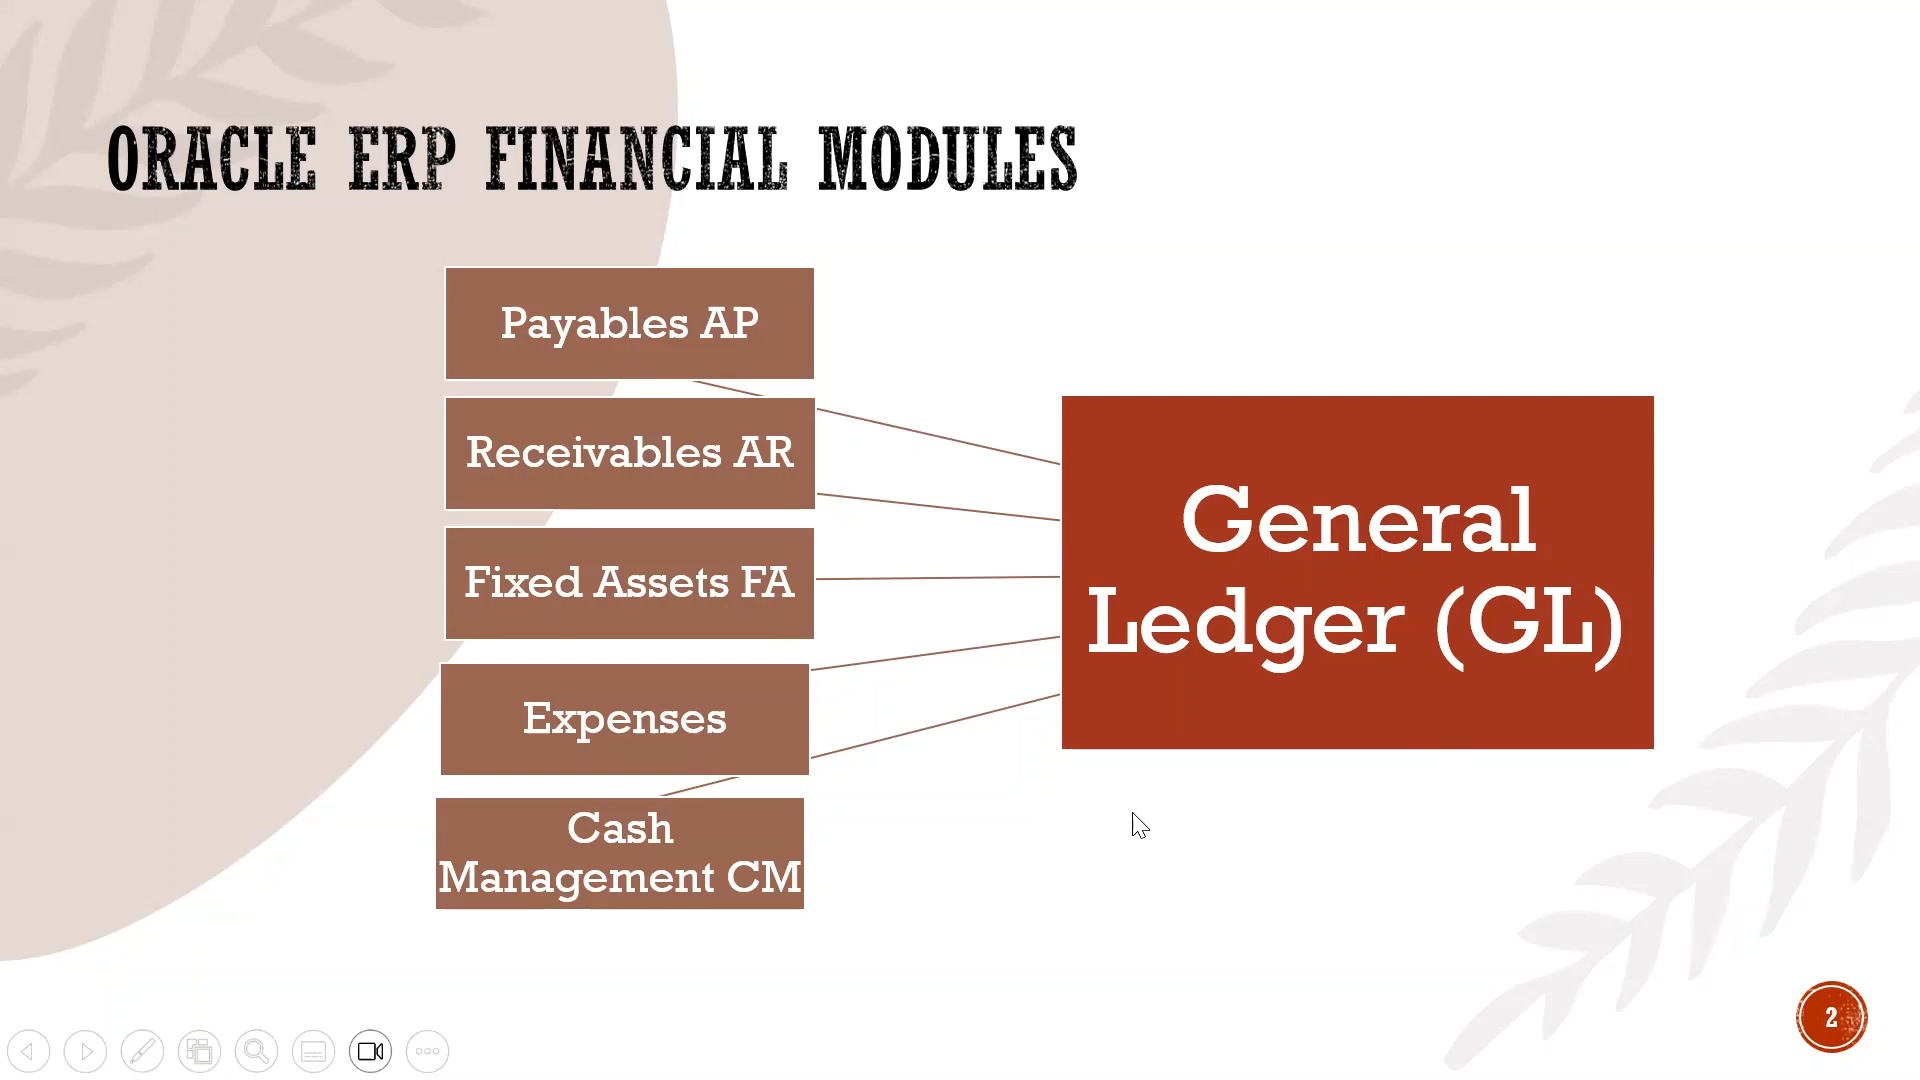 ORACLE ERP FINANCIAL MODULES
Payables AP
Receivables AR
Fixed Assets FA
Expenses
Cash
Management CM
General
Ledger (GL)
2